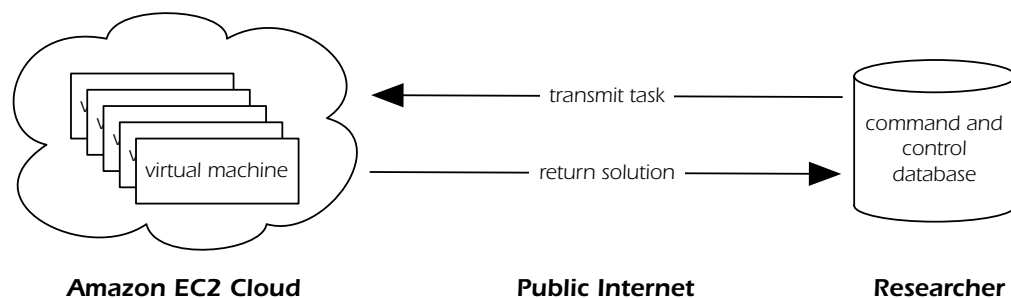 transmit task
command and
control
database
virtual machine
return solution
Amazon EC2 Cloud
Public Internet
Researcher